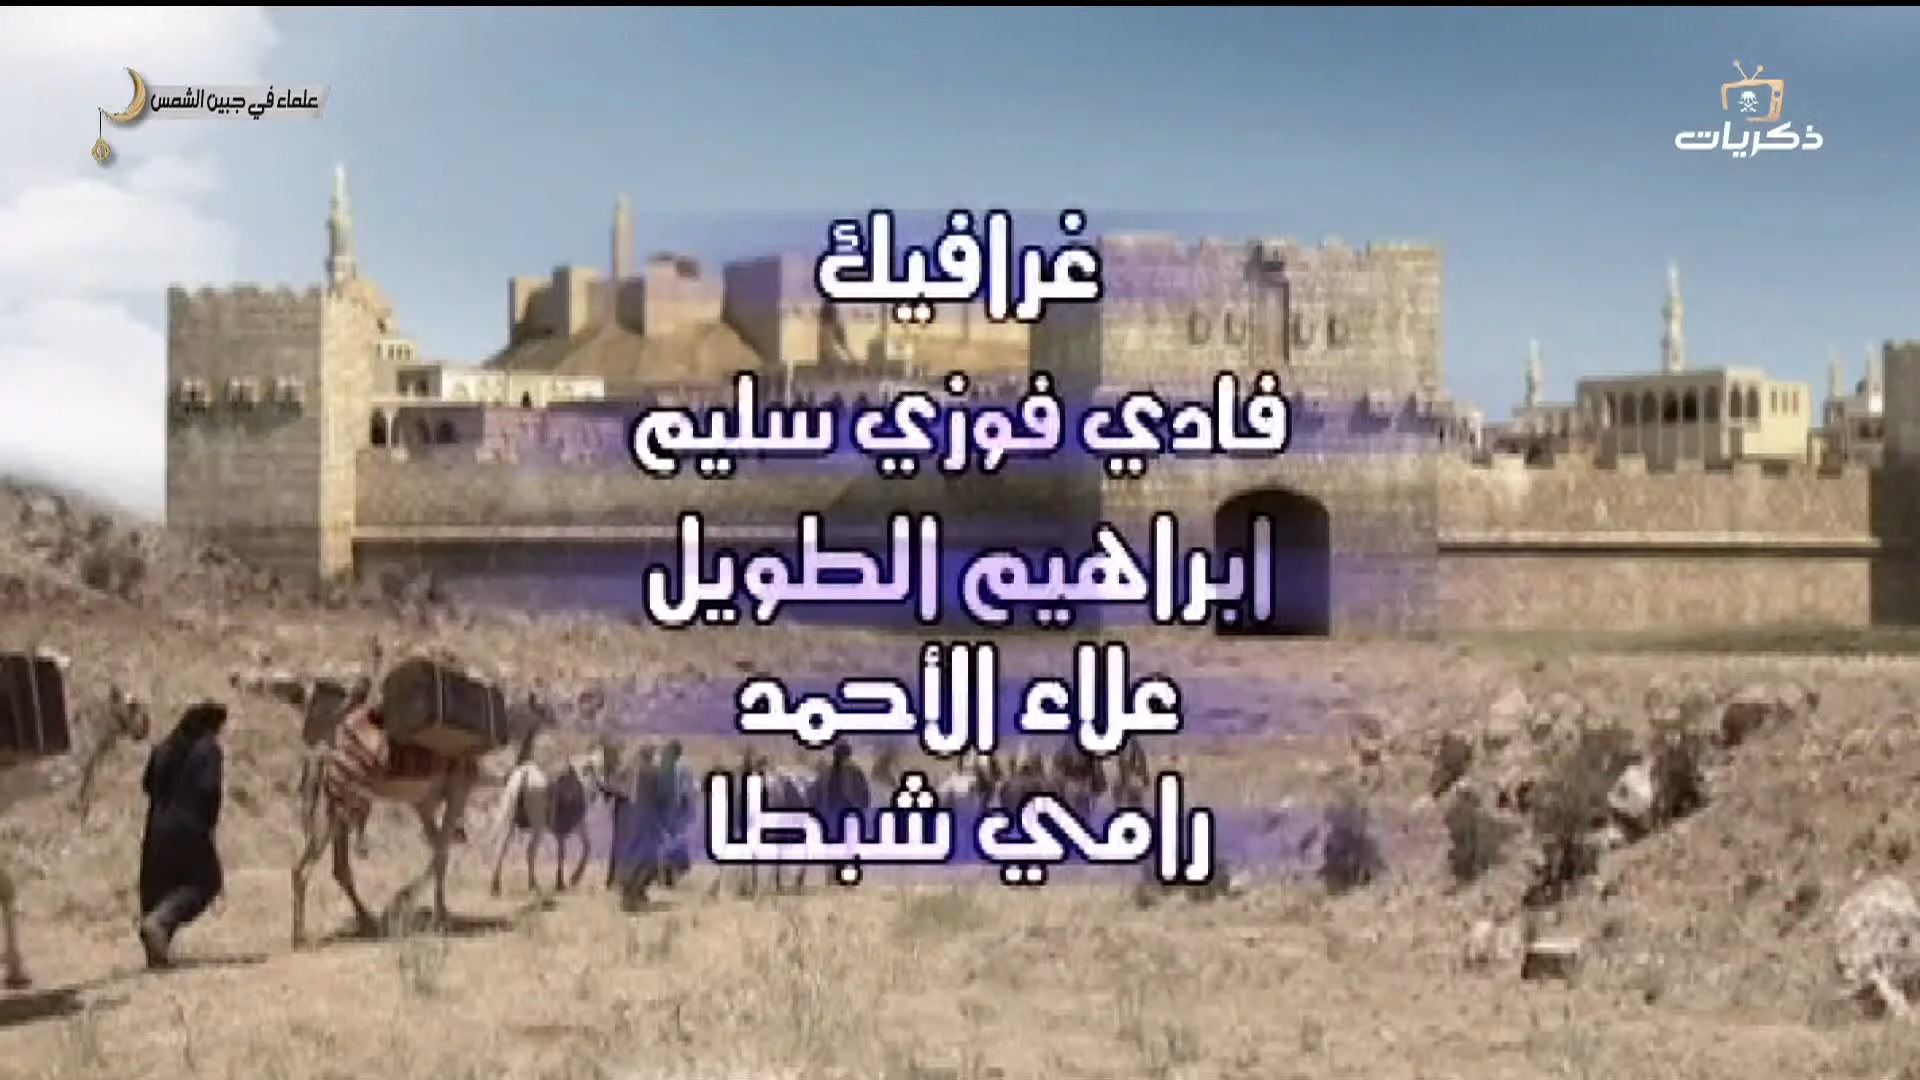 علماء في جبين الشمس
ذكريات
غرافيك
فادي فوزي سليم
ابراهيم الطويل
علاء الأحمد
رامي شبطا